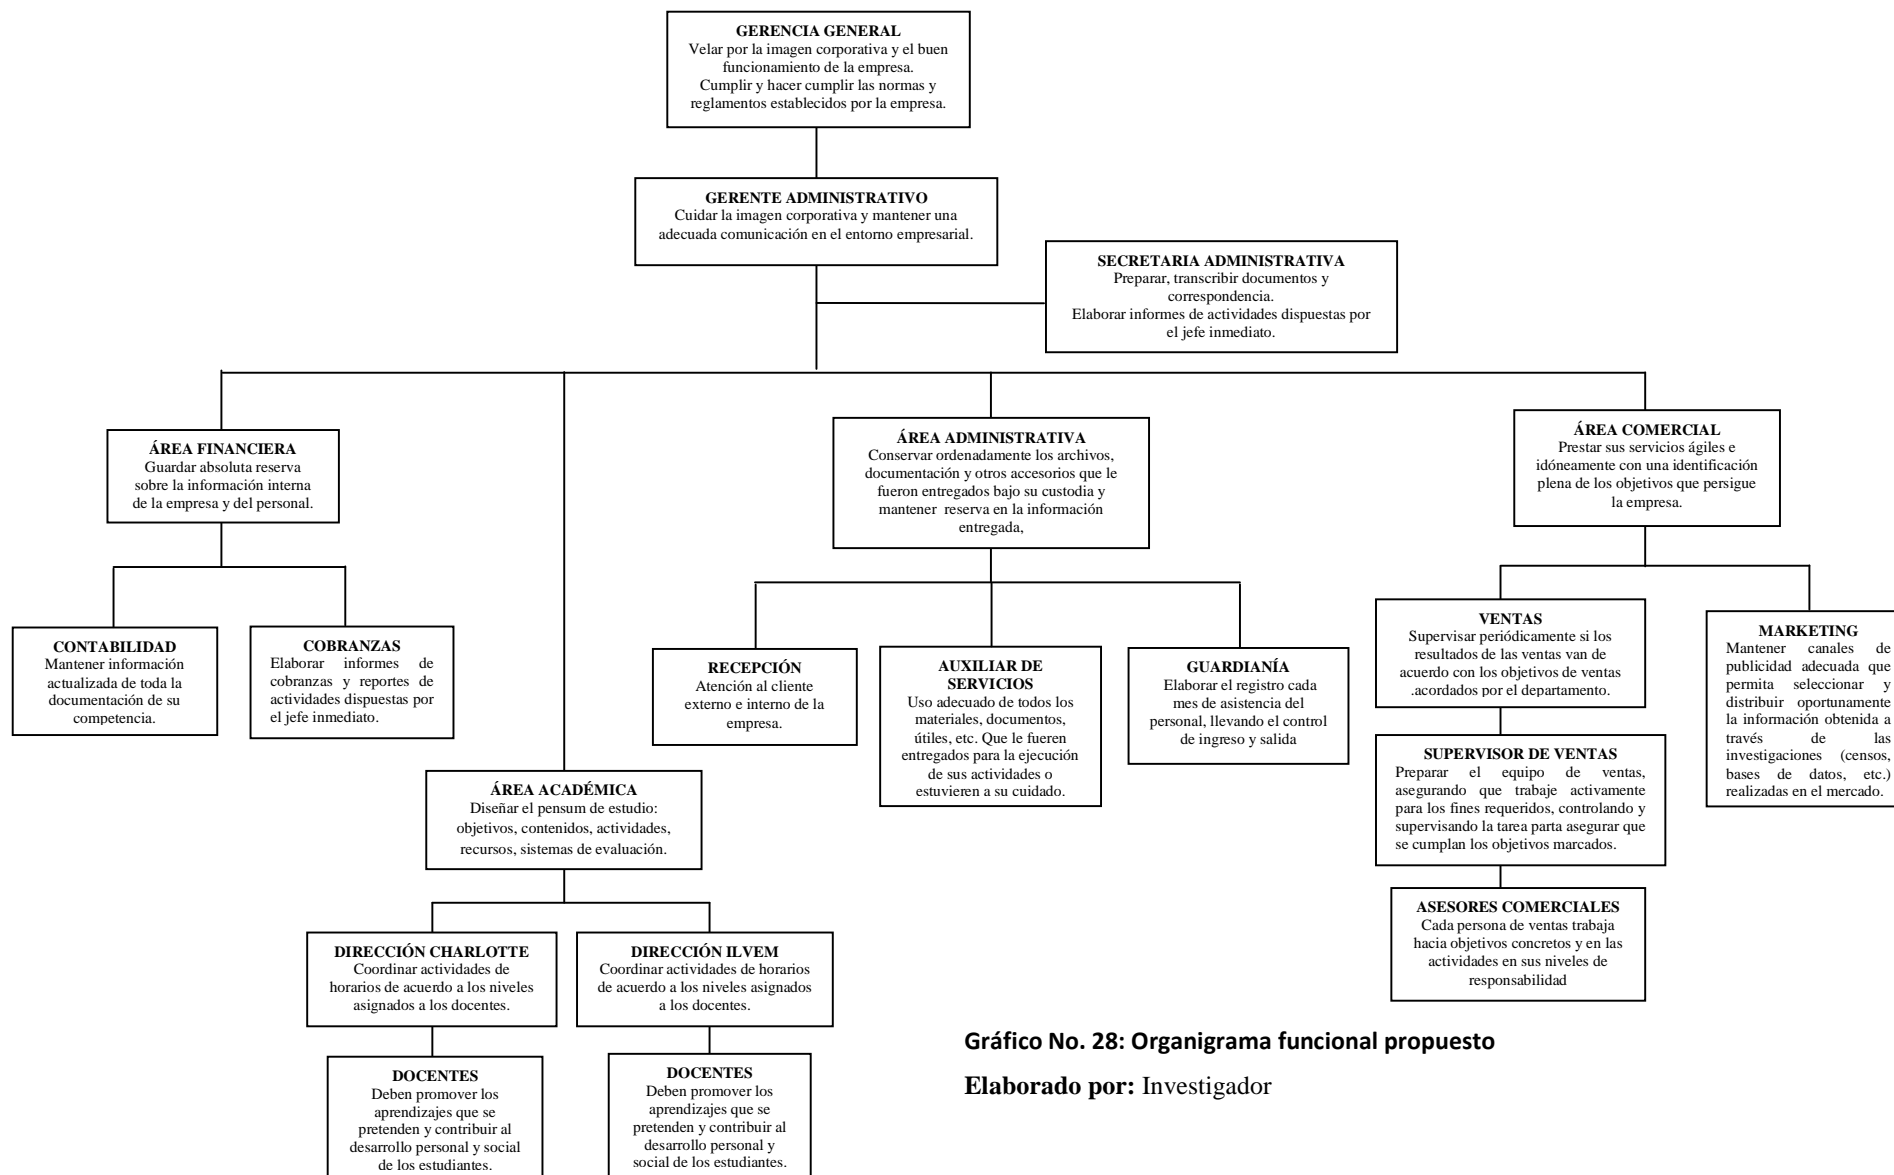 GERENCIA GENERAL
Velar por la imagen corporativa y el buen
funcionamiento de la empresa.
Cumplir y hacer cumplir las normas y
reglamentos establecidos por la empresa.
GERENTE ADMINISTRATIVO
Cuidar la imagen corporativa y mantener una
adecuada comunicación en el entorno empresarial.
SECRETARIA ADMINISTRATIVA
Preparar, transcribir documentos y
correspondencia.
Elaborar informes de actividades dispuestas por
el jefe inmediato.
ÁREA FINANCIERA
Guardar absoluta reserva
sobre la información interna
de la empresa y del personal.
ÁREA ADMINISTRATIVA
Conservar ordenadamente los archivos,
documentación y otros accesorios que le
fueron entregados bajo su custodia y
mantener reserva en la información
entregada,
ÁREA COMERCIAL
Prestar sus servicios ágiles e
idóneamente con una identificación
plena de los objetivos que persigue
la empresa.
CONTABILIDAD
Mantener información
actualizada de toda la
documentación de su
competencia.
COBRANZAS
Elaborar informes de
cobranzas y reportes de
actividades dispuestas por
el jefe inmediato.
RECEPCIÓN
Atención al cliente
externo e interno de la
empresa.
AUXILIAR DE
SERVICIOS
Uso adecuado de todos los
materiales, documentos,
útiles, etc. Que le fueren
entregados para la ejecución
de sus actividades o
estuvieren a su cuidado.
GUARDIANÍA
Elaborar el registro cada
mes de asistencia del
personal, llevando el control
de ingreso y salida
VENTAS
Supervisar periódicamente si los
resultados de las ventas van de
acuerdo con los objetivos de ventas
.acordados por el departamento.
MARKETING
Mantener canales de
publicidad adecuada que
permita seleccionar y
distribuir oportunamente
la información obtenida a
través de las
investigaciones (censos,
bases de datos, etc.)
realizadas en el mercado.
SUPERVISOR DE VENTAS
Preparar el equipo de ventas,
asegurando que trabaje activamente
para los fines requeridos, controlando y
supervisando la tarea parta asegurar que
se cumplan los objetivos marcados.
ASESORES COMERCIALES
Cada persona de ventas trabaja
hacia objetivos concretos y en las
actividades en sus niveles de
responsabilidad
ÁREA ACADÉMICA
Diseñar el pensum de estudio:
objetivos, contenidos, actividades,
recursos, sistemas de evaluación.
DIRECCIÓN CHARLOTTE
Coordinar actividades de
horarios de acuerdo a los niveles
asignados a los docentes.
DIRECCIÓN ILVEM
Coordinar actividades de horarios
de acuerdo a los niveles asignados
a los docentes.
DOCENTES
Deben promover los
aprendizajes que se
pretenden y contribuir al
desarrollo personal y social
de los estudiantes.
DOCENTES
Deben promover los
aprendizajes que se
pretenden y contribuir al
desarrollo personal y
social de los estudiantes.
Gráfico No. 28: Organigrama funcional propuesto
Elaborado por: Investigador